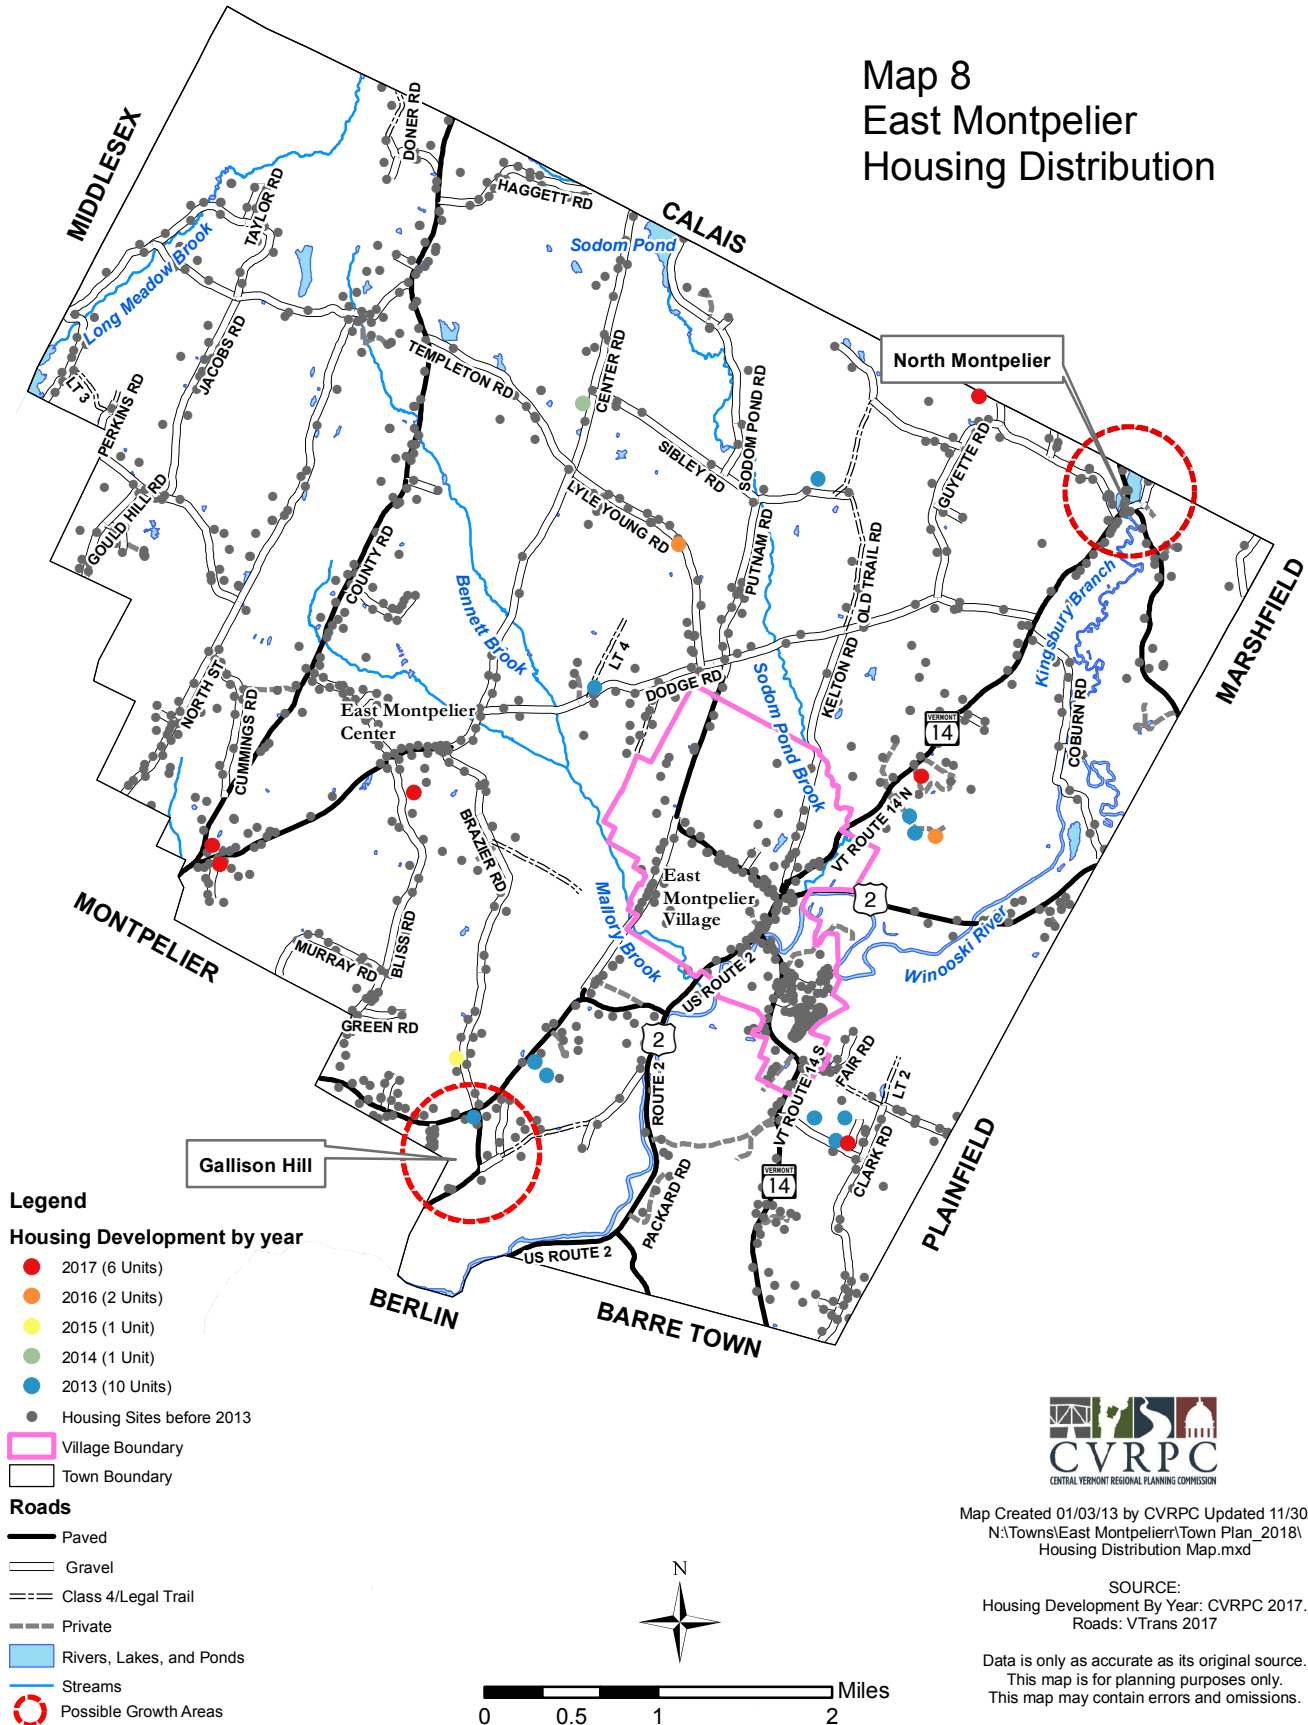 Map 8
East Montpelier
Housing Distribution
MIDDLESEX
DONER RD
HAGGETT RD
TAYLOR RD
CALAIS
Sodom Pond
Long Meadow Brook
JACOBS RD
TEMPLETON RD
CENTER RD
North Montpelier
LT 3
PERKINS RD
SODOM POND RD
SIBLEY RD
GUYETTE RD
GOULD HILL RD
LYLE YOUNG RD
PUTNAM RD
OLD TRAIL RD
COUNTY RD
Bennett Brook
Kingsbury Branch
MARSHFIELD
LT 4
DODGE RD
KELTON RD
COBURN RD
NORTH ST
CUMMINGS RD
East Montpelier
Center
Sodom Pond Brook
VERMONT
14
VT ROUTE 14 N
BRAZIER RD
East
Montpelier
Village
2
Mallory Brook
MONTPELIER
MURRAY RD
BLISS RD
Winooski River
US ROUTE 2
GREEN RD
2
ROUTE 2
VT ROUTE 14 S
FAIR RD
LT 2
CLARK RD
PLAINFIELD
Gallison Hill
VERMONT
14
PACKARD RD
US ROUTE 2
BERLIN
BARRE TOWN
Legend
Housing Development by year
2017 (6 Units)
2016 (2 Units)
2015 (1 Unit)
2014 (1 Unit)
2013 (10 Units)
Housing Sites before 2013
Village Boundary
Town Boundary
Roads
Paved
Gravel
Class 4/Legal Trail
Private
Rivers, Lakes, and Ponds
Streams
Possible Growth Areas
N
Miles
0 0.5 1 2
CVRPC
CENTRAL VERMONT REGIONAL PLANNING COMMISSION
Map Created 01/03/13 by CVRPC Updated 11/30
N:\Towns\East Montpelierr\Town Plan_2018\
Housing Distribution Map.mxd
SOURCE:
Housing Development By Year: CVRPC 2017.
Roads: VTrans 2017
Data is only as accurate as its original source.
This map is for planning purposes only.
This map may contain errors and omissions.